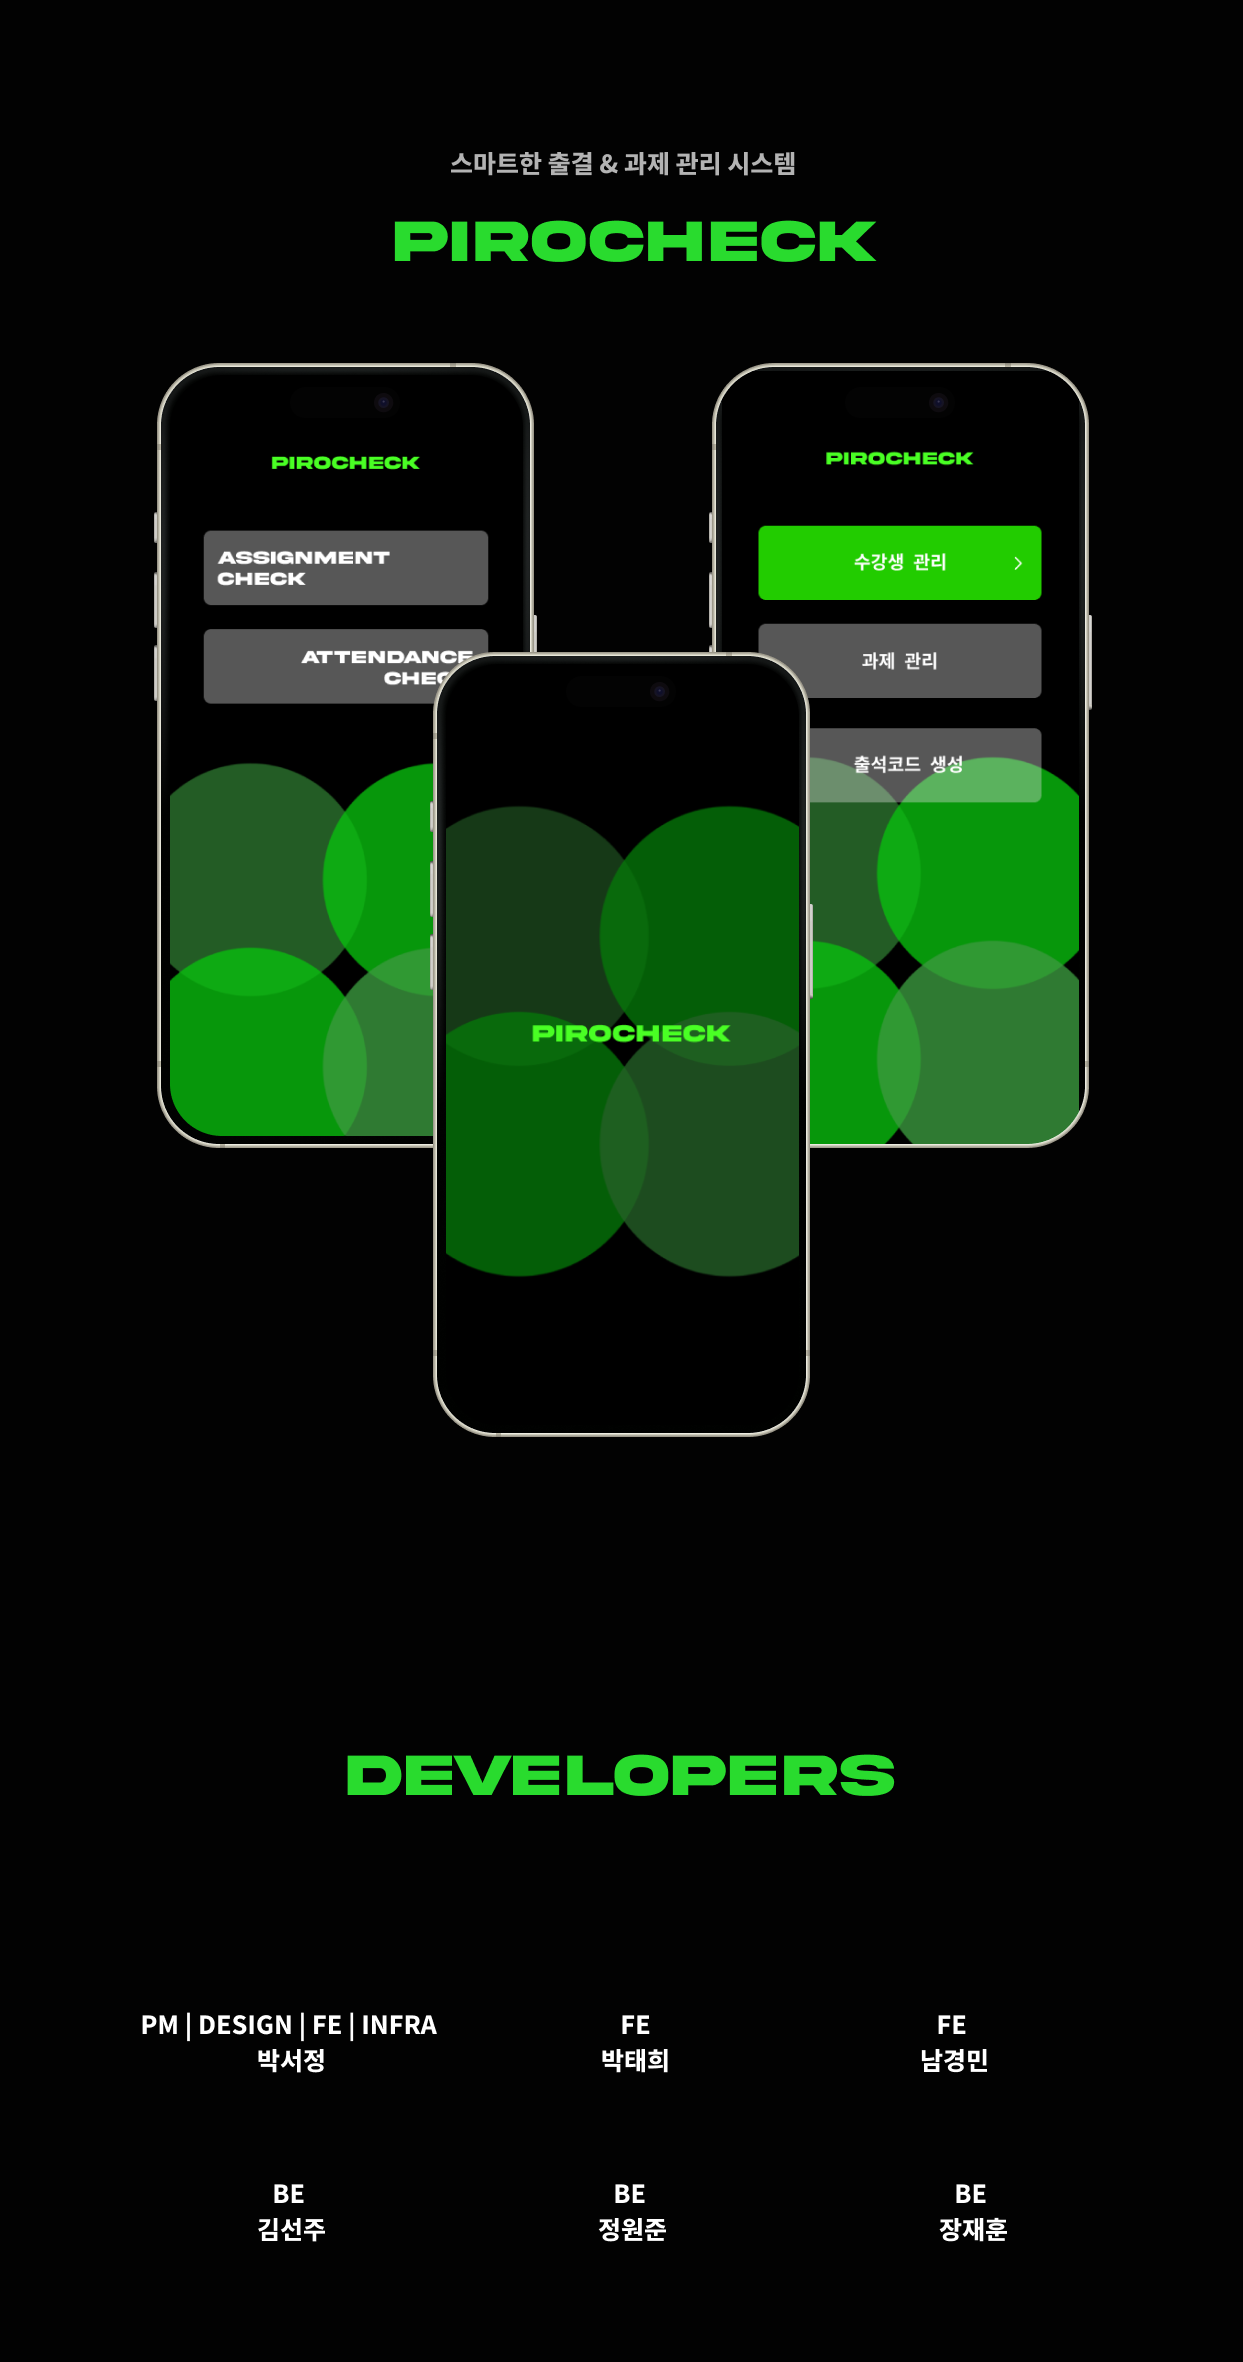 스마트한 출결 & 과제 관리 시스템
PIROCHECK
PIROCHECK
ASSIGNMENT
CHECK
ATTENDANCE
PIROCHECK
수강생 관리
과제 관리
출석코드 생성
PIROCHECK
DEVELOPERS
PM | DESIGN | FE | INFRA
박서정
FE
박태희
FE
남경민
BE
김선주
BE
정원준
BE
장재훈